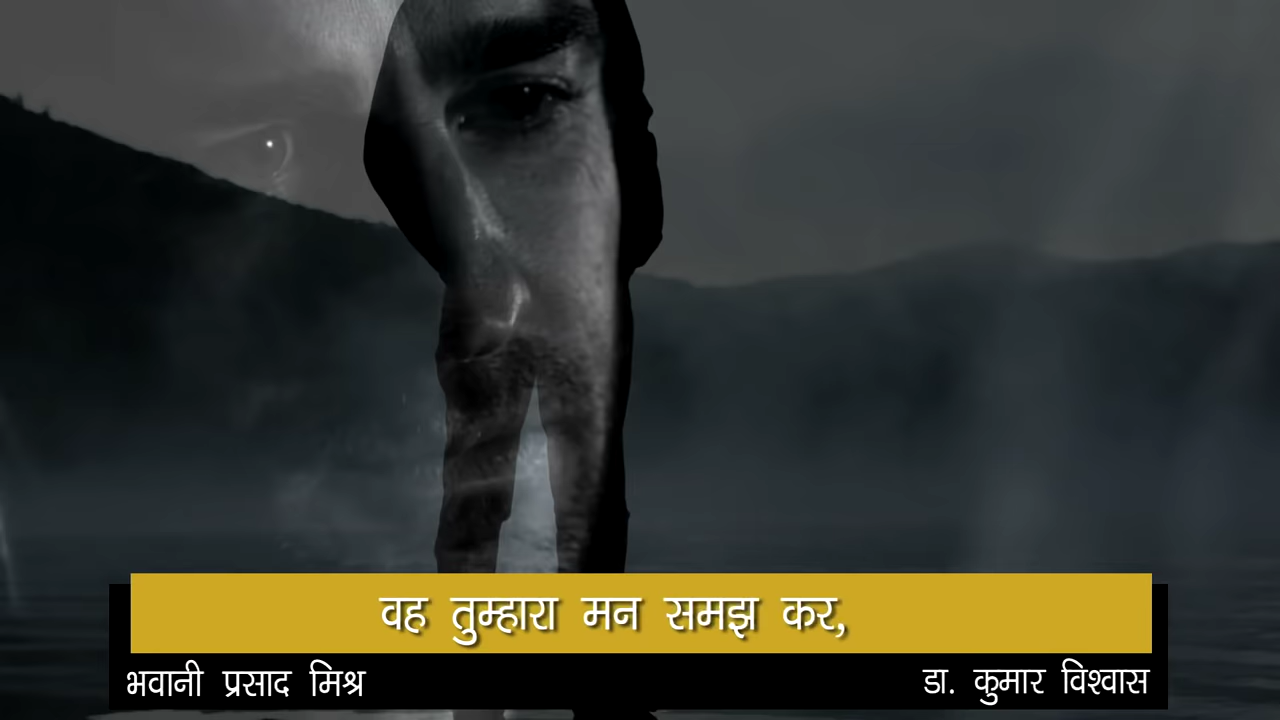 वह तुम्हारा मन समझ कर,
भवानी प्रसाद मिश्र
डा. कुमार विश्वास